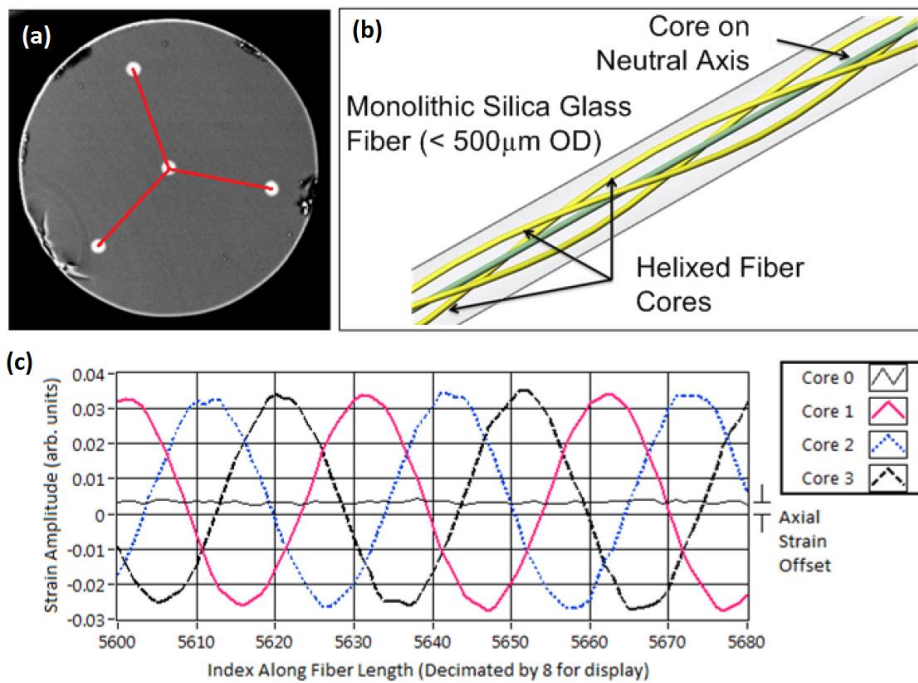 (a)
(b)
Core on
Neutral Axis
Monolithic Silica Glass
Fiber (< 500μm OD)
Helixed Fiber
Cores
(c)
Strain Amplitude (arb. units)
0.04
0.03
0.02
0.01
0
-0.01
-0.02
-0.03
5600
5610
5620
5630
5640
5650
5660
5670
5680
Index Along Fiber Length (Decimated by 8 for display)
Core 0
Core 1
Core 2
Core 3
Axial
Strain
Offset